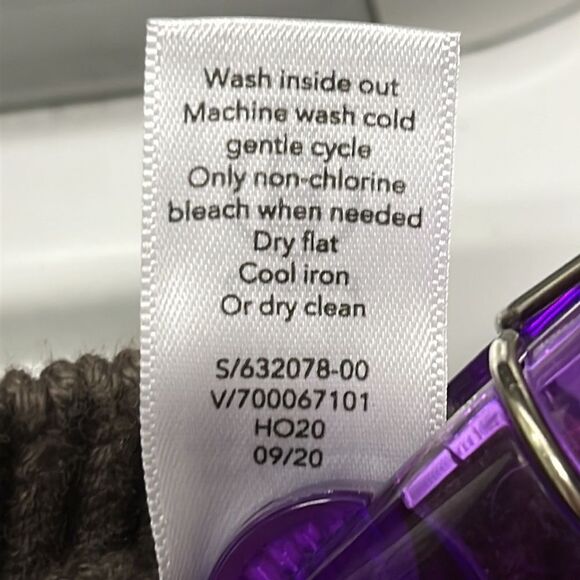 Wash inside out
Machine wash cold
gentle cycle
Only non-chlorine
bleach when needed
Dry flat
Cool iron
Or dry clean
S/632078-00
V/700067101
HO20
09/20